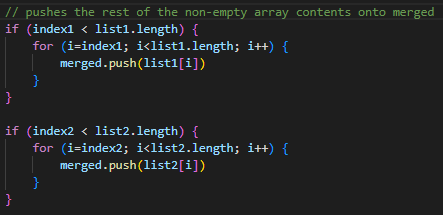 // pushes the rest of the non-empty array contents onto merged
if (index1 < list1.length) {
    for (i=index1; i<list1.length; i++) {
        merged.push(list1[i])
    }
}

if (index2 < list2.length) {
    for (i=index2; i<list2.length; i++) {
        merged.push(list2[i])
    }
}